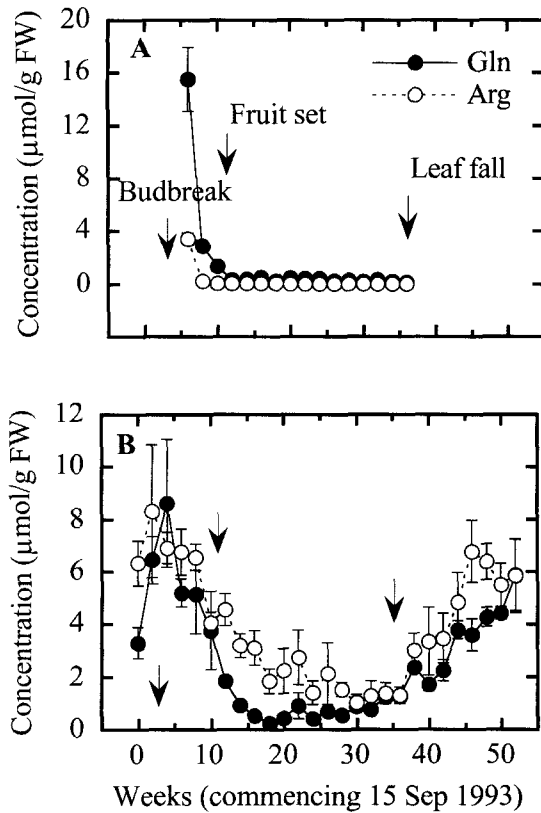 20
16
12
8
4
0
Concentration (μmol/g FW)
A
Gln
Arg
Fruit set
Budbreak
Leaf fall
12
10
8
6
4
2
0
Concentration (μmol/g FW)
B
0 10 20 30 40 50
Weeks (commencing 15 Sep 1993)